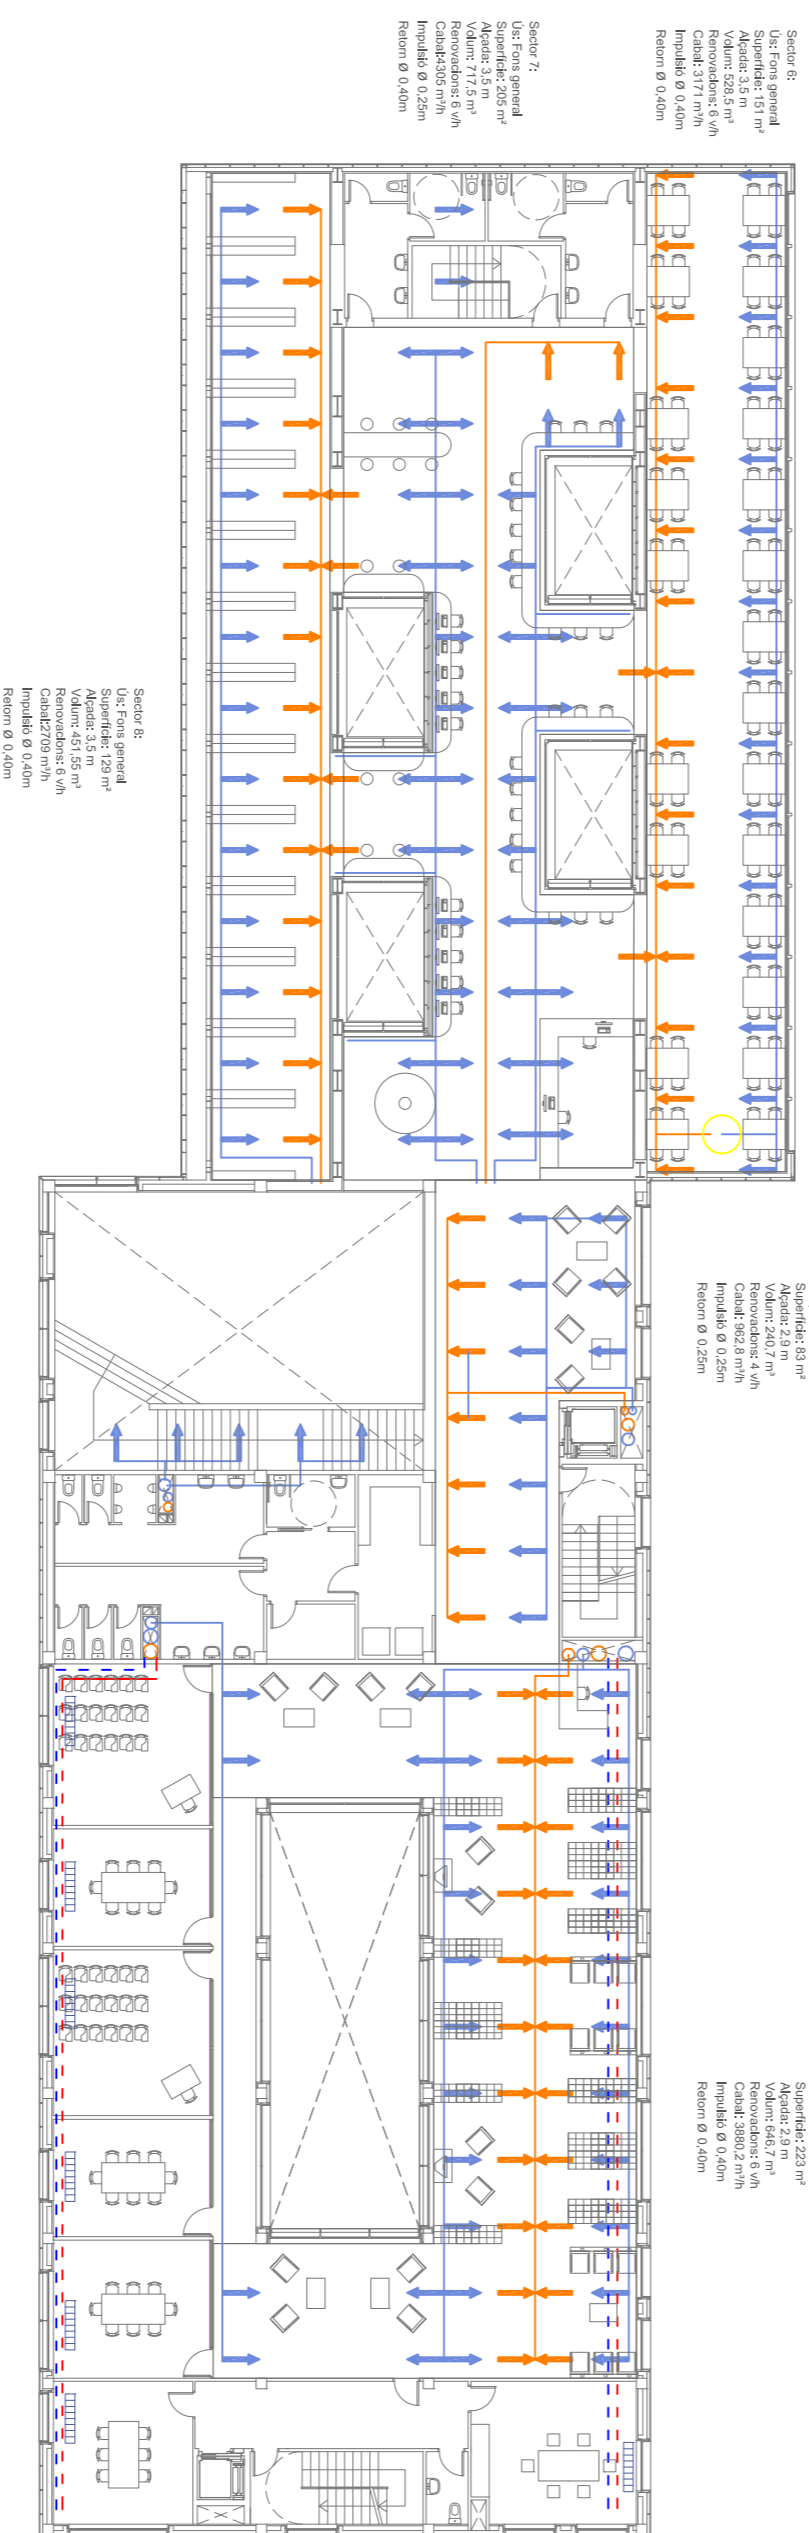 Sector 6:
Ús: Fons general
Superfície: 151 m²
Alçada: 3,5 m
Volum: 528,5 m³
Renovacions: 6 v/h
Cabal: 3171 m³/h
Impulsió Ø 0,40m
Retorn Ø 0,40m
Sector 7:
Ús: Fons general
Superfície: 205 m²
Alçada: 3,5 m
Volum: 717,5 m³
Renovacions: 6 v/h
Cabal:4305 m³/h
Impulsió Ø 0,25m
Retorn Ø 0,40m
Sector 8:
Ús: Fons general
Superfície: 129 m²
Alçada: 3,5 m
Volum: 451,55 m³
Renovacions: 6 v/h
Cabal:2709 m³/h
Impulsió Ø 0,40m
Retorn Ø 0,40m
Superfície: 83 m²
Alçada: 2,9 m
Volum: 240,7 m³
Renovacions: 4 v/h
Cabal: 962,8 m³/h
Impulsió Ø 0,25m
Retorn Ø 0,25m
Superfície: 223 m²
Alçada: 2,9 m
Volum: 646,7 m³
Renovacions: 6 v/h
Cabal: 3880,2 m³/h
Impulsió Ø 0,40m
Retorn Ø 0,40m